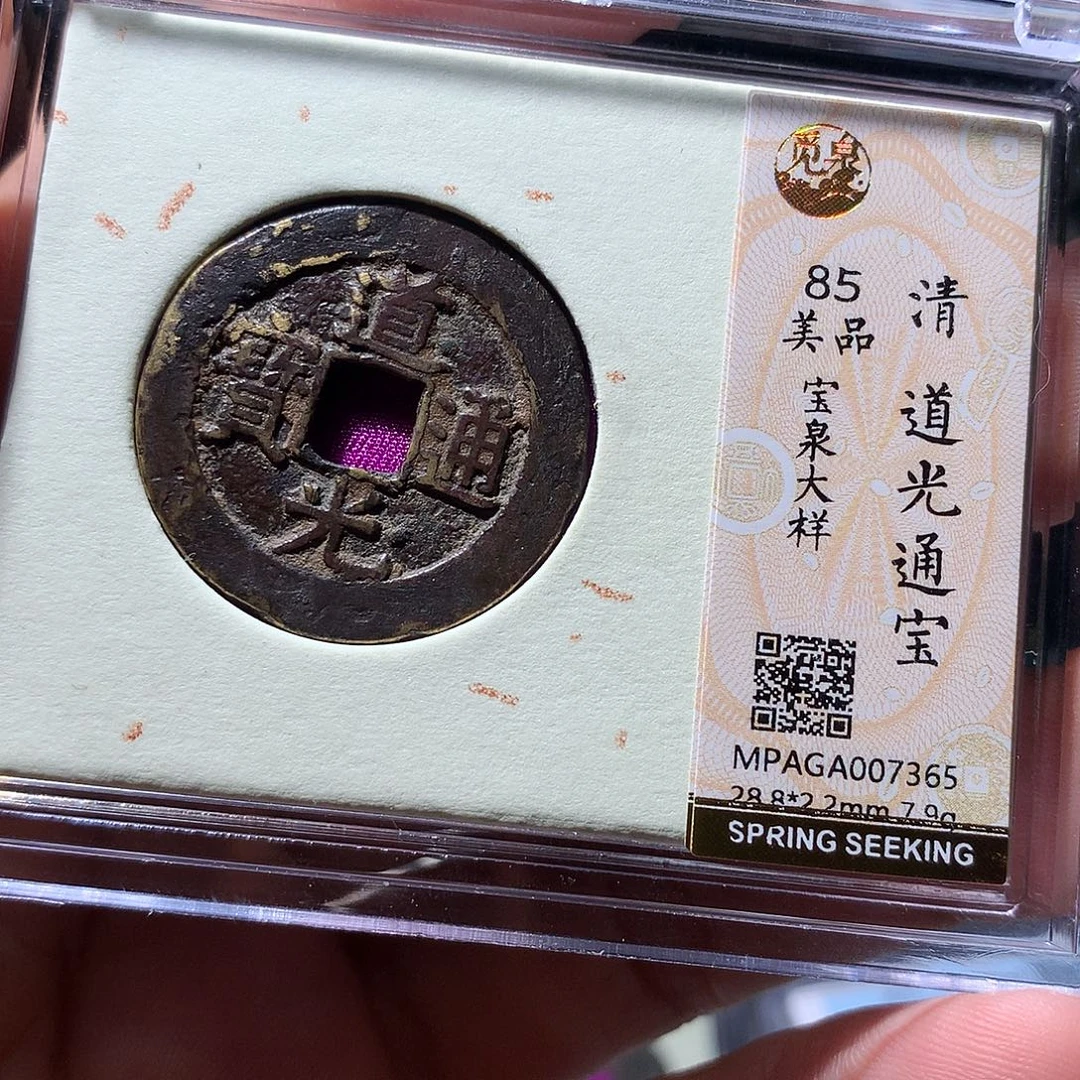 道光通寳
觅泉
清 道光通宝
85
美品
宝泉大样
MPAGA007365
28.8*2.2mm 7.9g
SPRING SEEKING